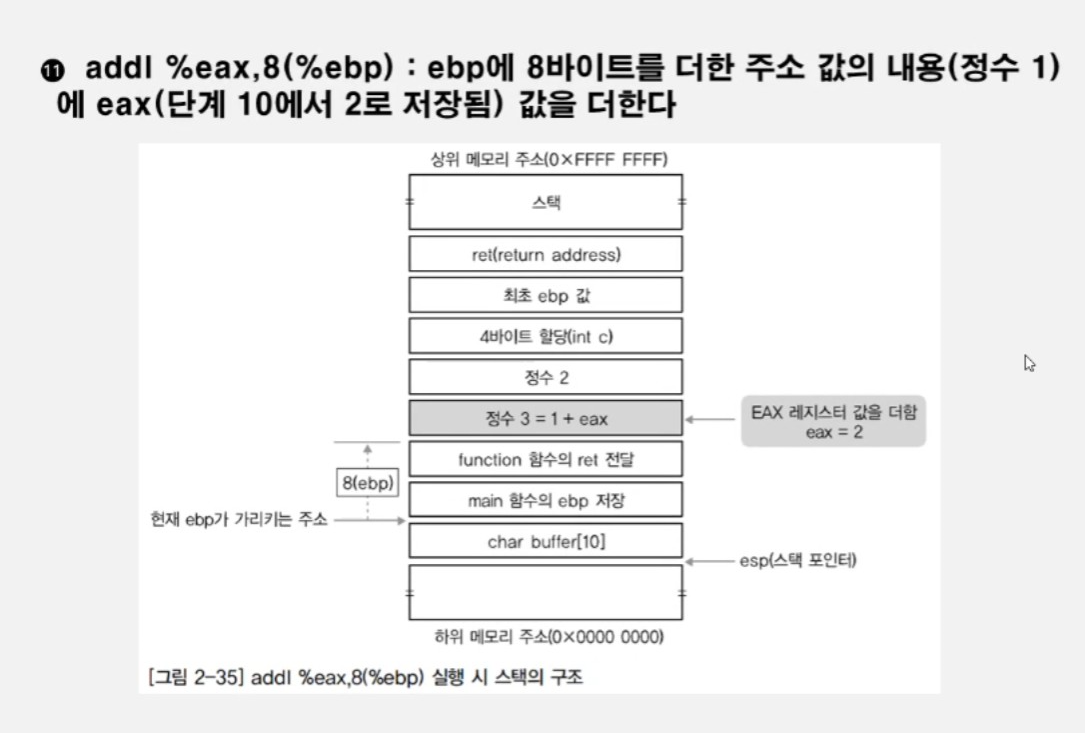 ⓫ addl %eax,8(%ebp) : ebp에 8바이트를 더한 주소 값의 내용(정수 1)
에 eax(단계 10에서 2로 저장됨) 값을 더한다
상위 메모리 주소(0×FFFF FFFF)
스택
ret(return address)
최초 ebp 값
4바이트 할당(int c)
정수 2
정수 3 = 1 + eax
EAX 레지스터 값을 더함
eax = 2
function 함수의 ret 전달
8(ebp)
main 함수의 ebp 저장
현재 ebp가 가리키는 주소
char buffer[10]
esp(스택 포인터)
하위 메모리 주소(0×0000 0000)
[그림 2-35] addl %eax,8(%ebp) 실행 시 스택의 구조